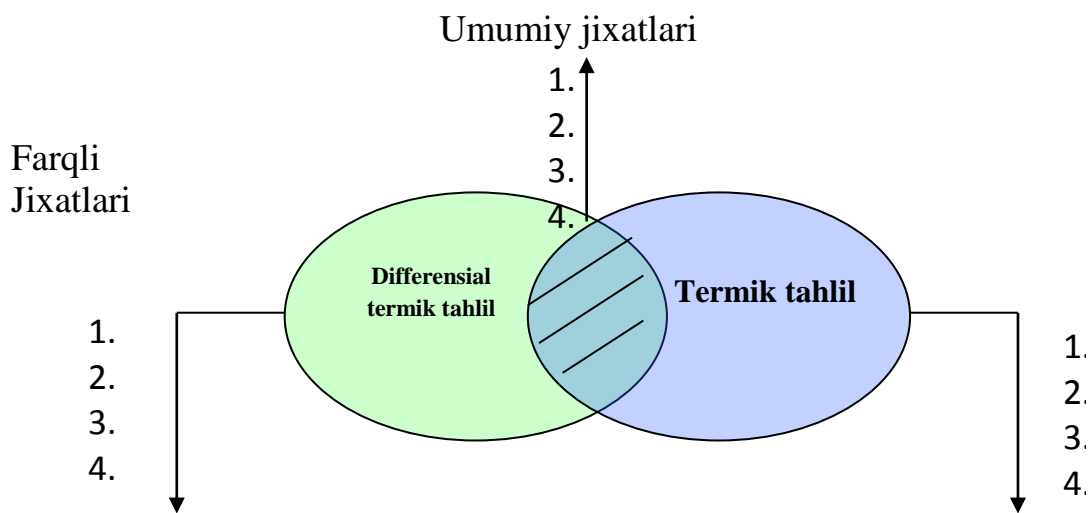 Umumiy jixatlari
1.
2.
3.
4.
Farqli
Jixatlari
Differensial
termik tahlil
Termik tahlil
1.
2.
3.
4.
1.
2.
3.
4.